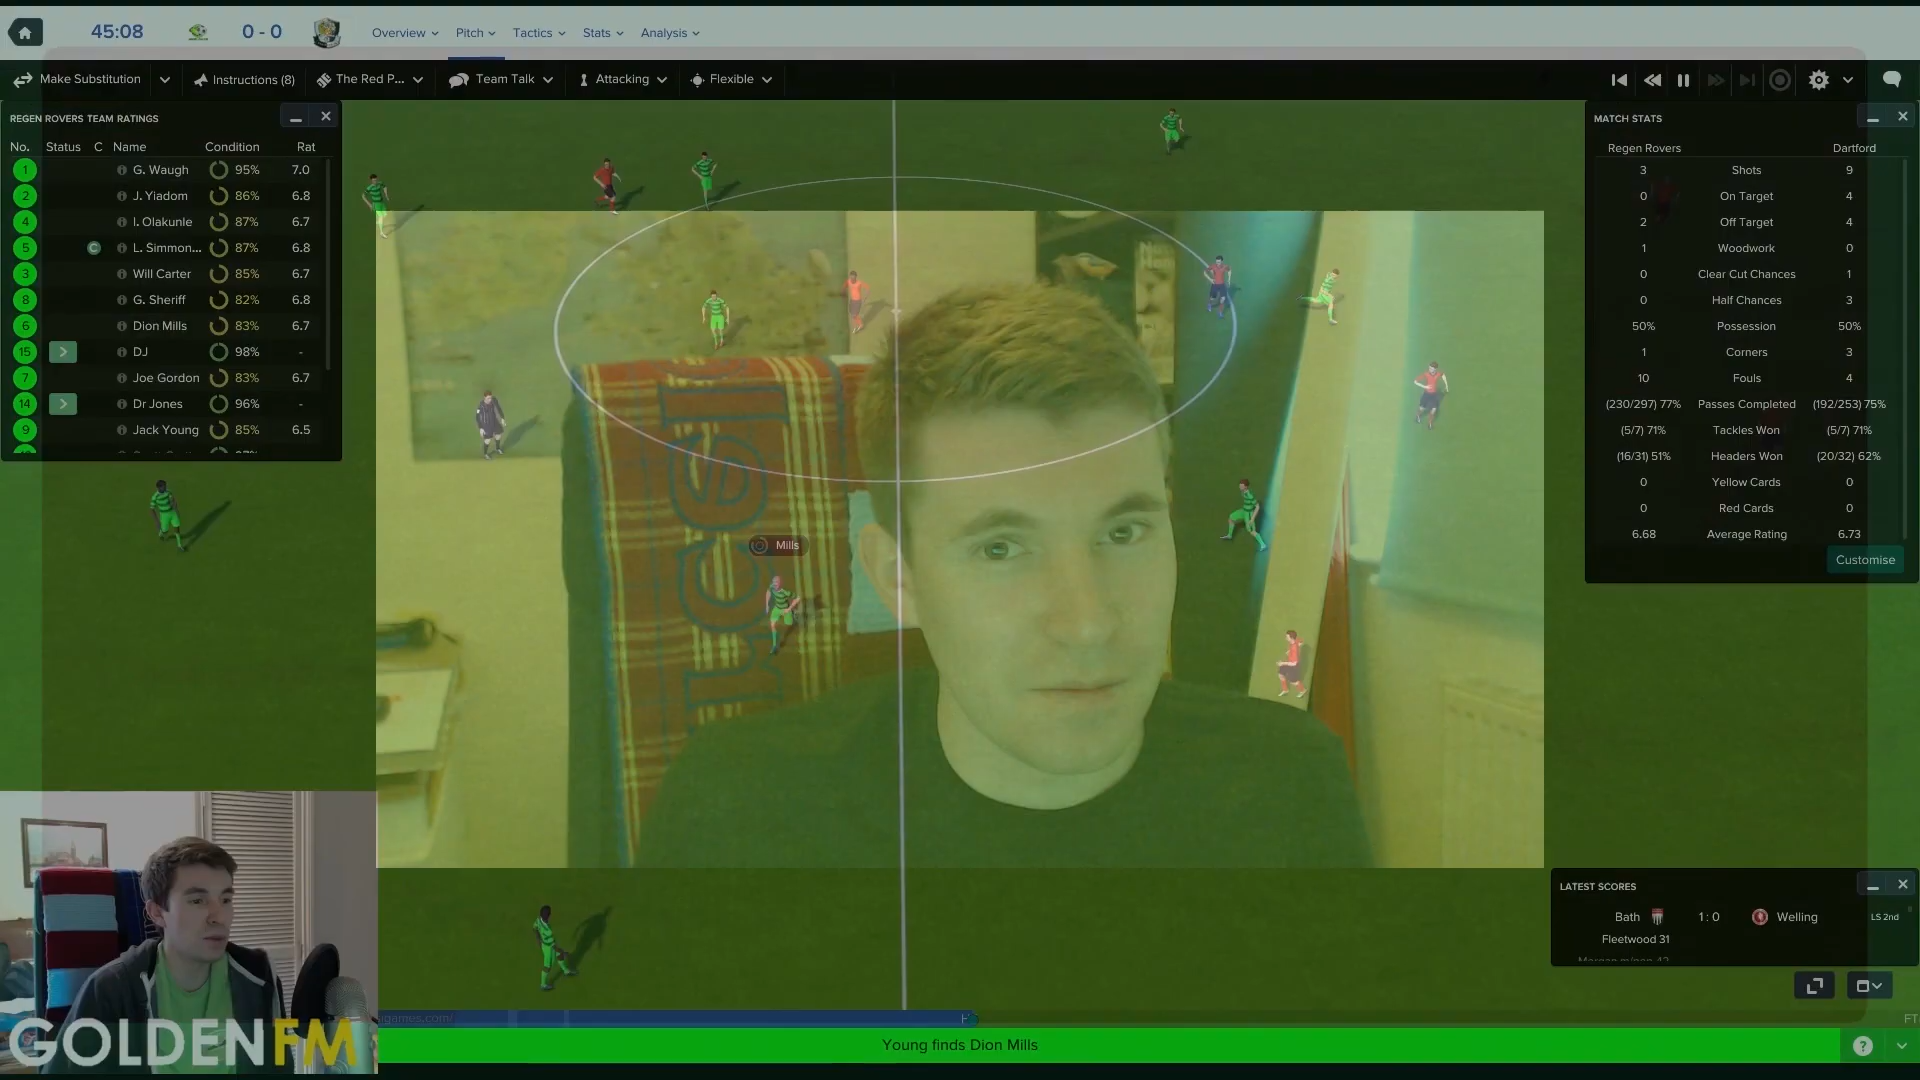 45:08
0 - 0
Overview
Pitch
Tactics
Stats
Analysis
Make Substitution
Instructions (8)
The Red P...
Team Talk
Attacking
Flexible
REGEN ROVERS TEAM RATINGS
No. Status C Name Condition Rat
1 G. Waugh 95% 7.0
2 J. Yiadom 86% 6.8
4 I. Olakunle 87% 6.7
5 C L. Simmon... 87% 6.8
3 Will Carter 85% 6.7
8 G. Sheriff 82% 6.8
6 Dion Mills 83% 6.7
15 DJ 98% -
7 Joe Gordon 83% 6.7
14 Dr Jones 96% -
9 Jack Young 85% 6.5
Mills
MATCH STATS
Regen Rovers Dartford
3 Shots 9
0 On Target 4
2 Off Target 4
1 Woodwork 0
0 Clear Cut Chances 1
0 Half Chances 3
50% Possession 50%
1 Corners 3
10 Fouls 4
(230/297) 77% Passes Completed (192/253) 75%
(5/7) 71% Tackles Won (5/7) 71%
(16/31) 51% Headers Won (20/32) 62%
0 Yellow Cards 0
0 Red Cards 0
6.68 Average Rating 6.73
Customise
LATEST SCORES
Bath 1 : 0 Welling LS 2nd
Fleetwood 31
FT
GOLDENFM
Young finds Dion Mills
?